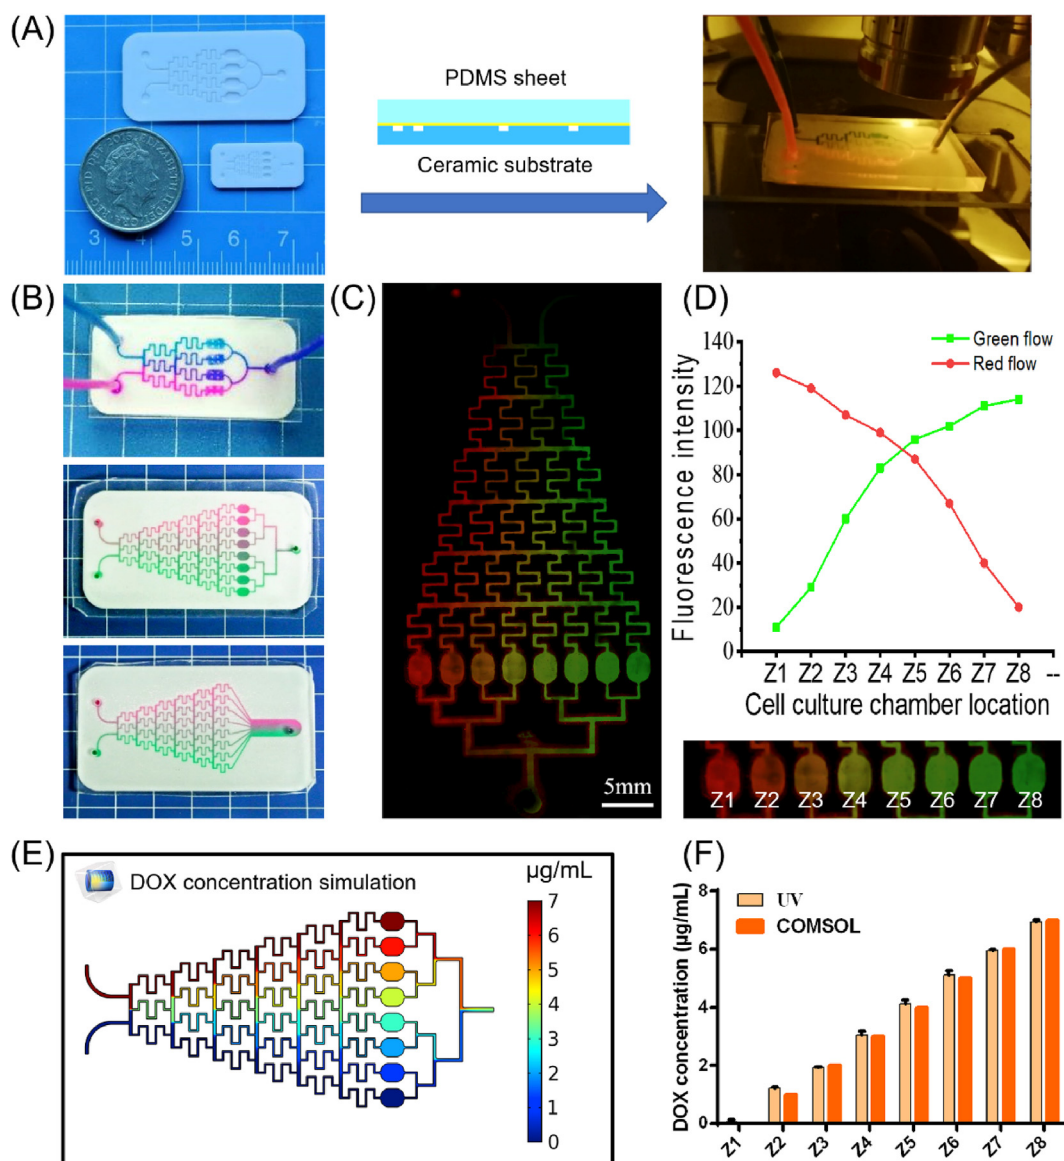 (A)
PDMS sheet
Ceramic substrate
3 4 5 6 7
(B)
(C)
5mm
(D)
Green flow
Red flow
140
120
100
80
60
40
20
0
Fluorescence intensity
Z1 Z2 Z3 Z4 Z5 Z6 Z7 Z8 --
Cell culture chamber location
Z1 Z2 Z3 Z4 Z5 Z6 Z7 Z8
(E)
DOX concentration simulation
µg/mL
7
6
5
4
3
2
1
0
(F)
UV
COMSOL
8
6
4
2
0
DOX concentration (µg/mL)
Z1 Z2 Z3 Z4 Z5 Z6 Z7 Z8